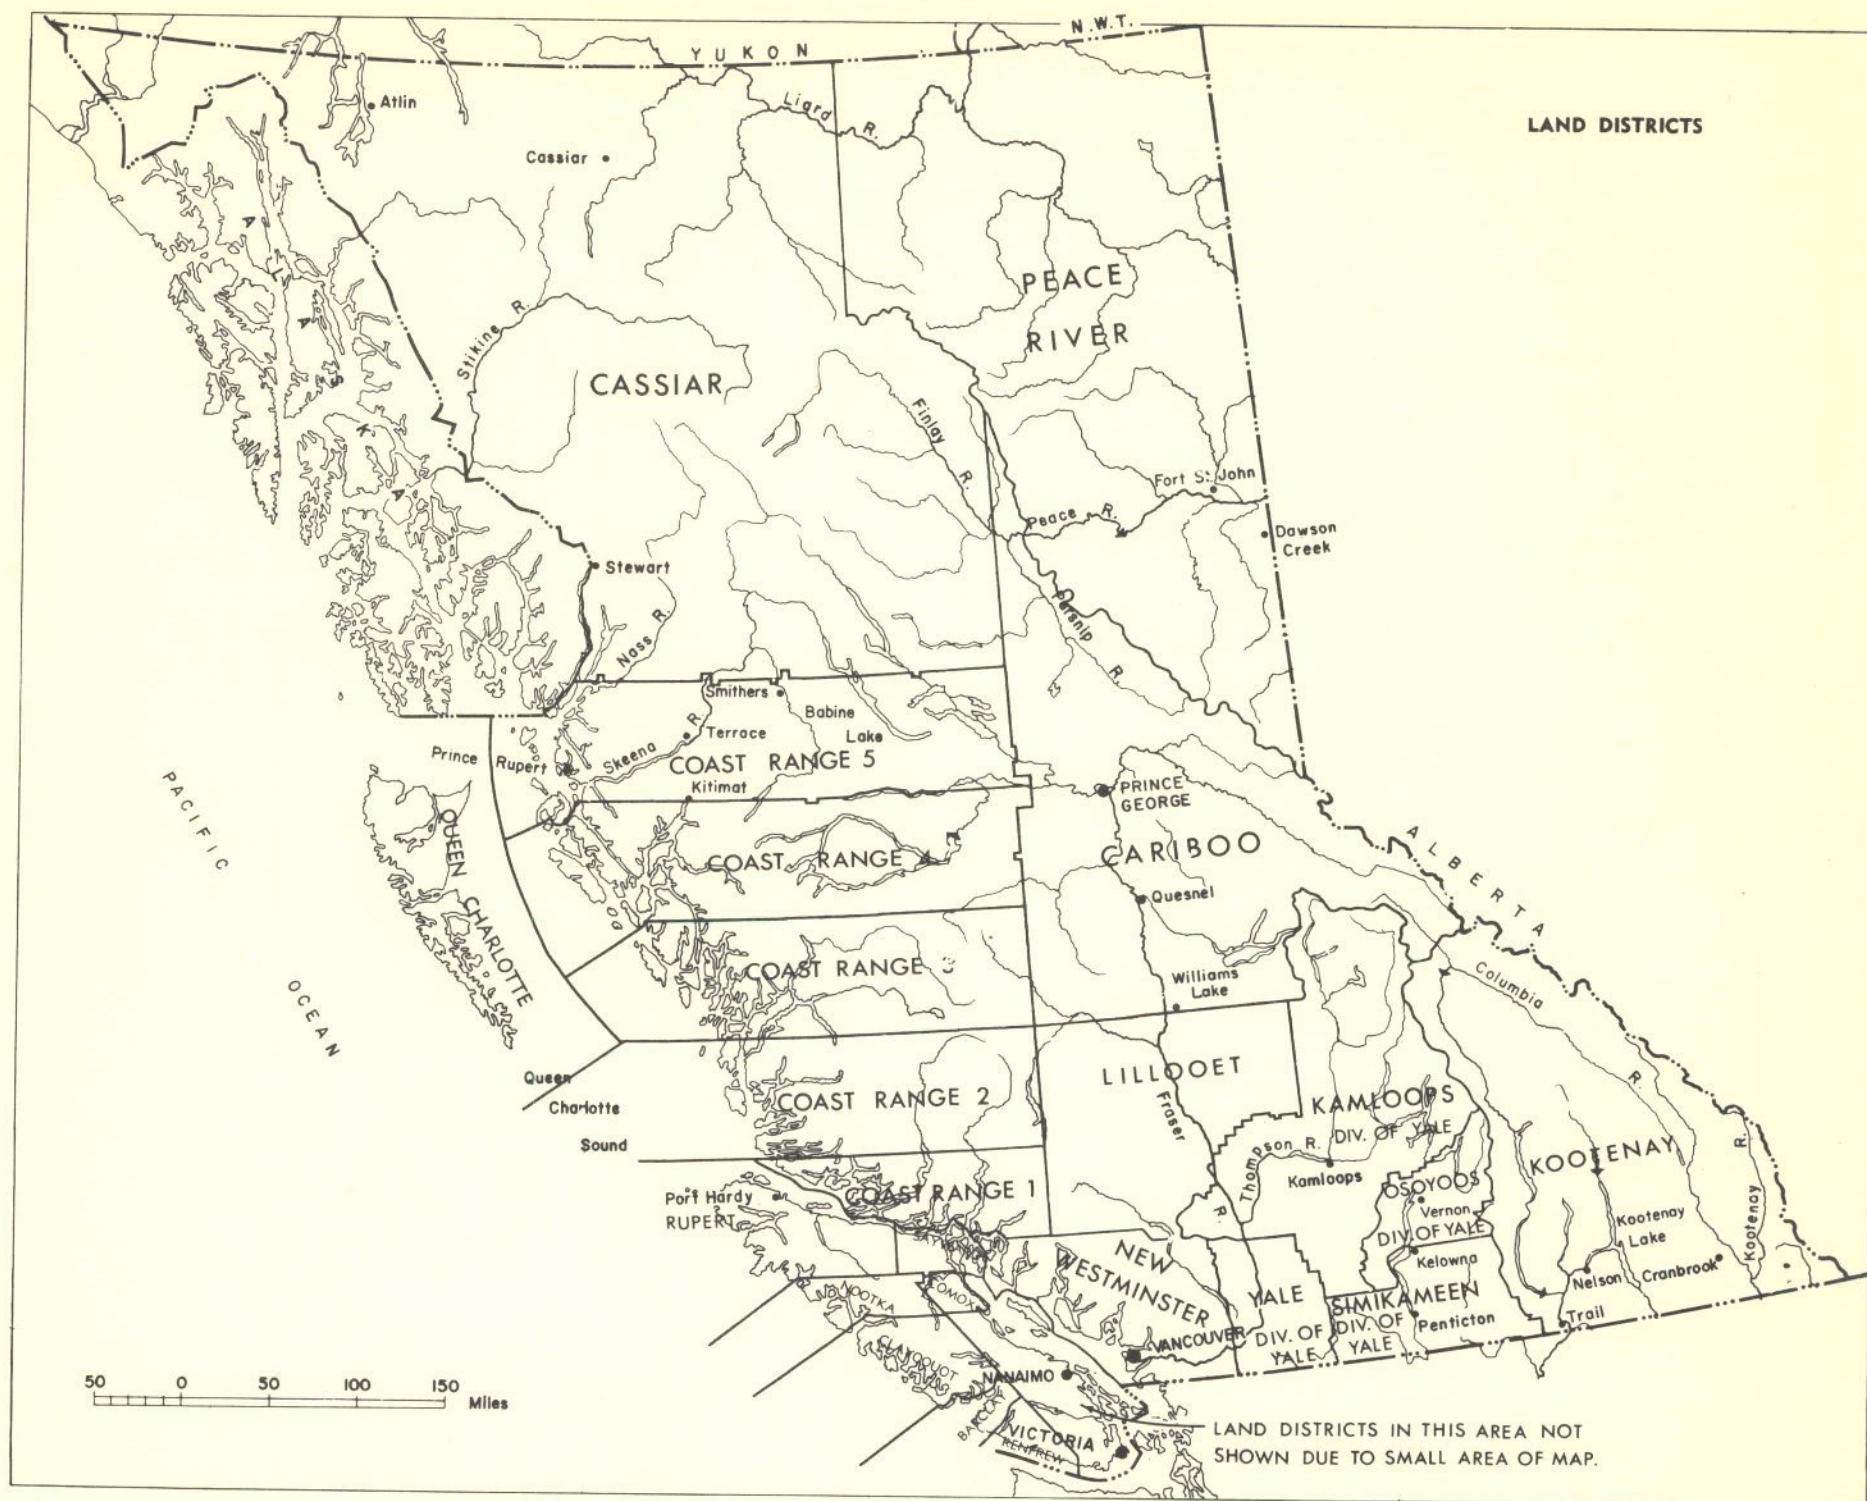 YUKON
N.W.T.
LAND DISTRICTS
Atlin
Liard R.
Cassiar
ALASKA
PEACE
RIVER
Stikine R.
CASSIAR
Finlay R.
Fort St. John
Peace R.
Dawson
Creek
Stewart
Nass R.
Parsnip R.
Smithers
Babine
Lake
Terrace
Skeena R.
Prince Rupert
COAST RANGE 5
Kitimat
PACIFIC
OCEAN
QUEEN CHARLOTTE
PRINCE
GEORGE
ALBERTA
CARIBOO
COAST RANGE 4
Quesnel
COAST RANGE 3
Williams
Lake
Columbia R.
Queen
Charlotte
Sound
COAST RANGE 2
LILLOOET
Fraser R.
KAMLOOPS
DIV. OF YALE
Thompson R.
Kamloops
KOOTENAY
Kootenay R.
Port Hardy
RUPERT
COAST RANGE 1
OSOYOOS
Vernon
DIV. OF YALE
Kelowna
Kootenay
Lake
SAYWARD
NEW
WESTMINSTER
YALE
DIV. OF
YALE
SIMIKAMEEN
DIV. OF
YALE
Penticton
Nelson
Cranbrook
Trail
NOOTKA
COMOX
CLAYOQUOT
VANCOUVER
NANAIMO
BARCLAY
VICTORIA
RENFREW
50 0 50 100 150
Miles
LAND DISTRICTS IN THIS AREA NOT
SHOWN DUE TO SMALL AREA OF MAP.